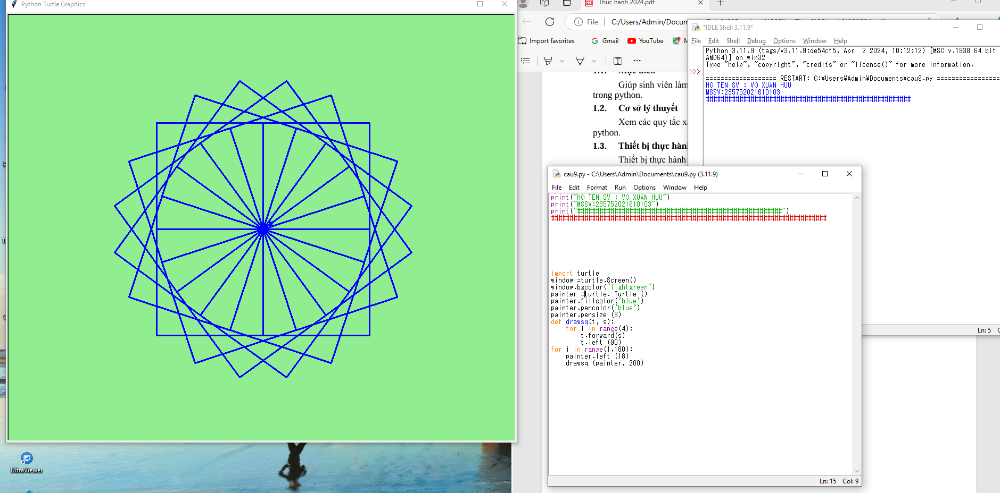 Python Turtle Graphics
UltraViewer
Thuc hanh 2024.pdf
File
C:/Users/Admin/Docum
Import favorites
Gmail
YouTube
1.1. Mục đích
Giúp sinh viên làm
trong python.
1.2. Cơ sở lý thuyết
Xem các quy tắc x
python.
1.3. Thiết bị thực hàn
Thiết bị thực hành
*IDLE Shell 3.11.9*
File Edit Shell Debug Options Window Help
Python 3.11.9 (tags/v3.11.9:de54cf5, Apr  2 2024, 10:12:12) [MSC v.1938 64 bit
AMD64)] on win32
Type "help", "copyright", "credits" or "license()" for more information.
>>>
=================== RESTART: C:¥Users¥Admin¥Documents¥cau9.py =================
HO TEN SV : VO XUÁN HUU
MSSV:235752021610103
#######################################################
Ln: 5
cau9.py - C:\Users\Admin\Documents\cau9.py (3.11.9)
File Edit Format Run Options Window Help
print("HO TEN SV : VO XUÁN HUU")
print("MSSV:235752021610103")
print("#######################################################")
##########################################################################
import turtle
window =turtle.Screen()
window.bgcolor("lightgreen")
painter =turtle. Turtle ()
painter.fillcolor('blue')
painter.pencolor('blue')
painter.pensize (3)
def drawsq(t, s):
    for i in range(4):
        t.forward(s)
        t.left (90)
for i in range(1,180):
    painter.left (18)
    drawsq (painter, 200)
Ln: 15 Col: 9